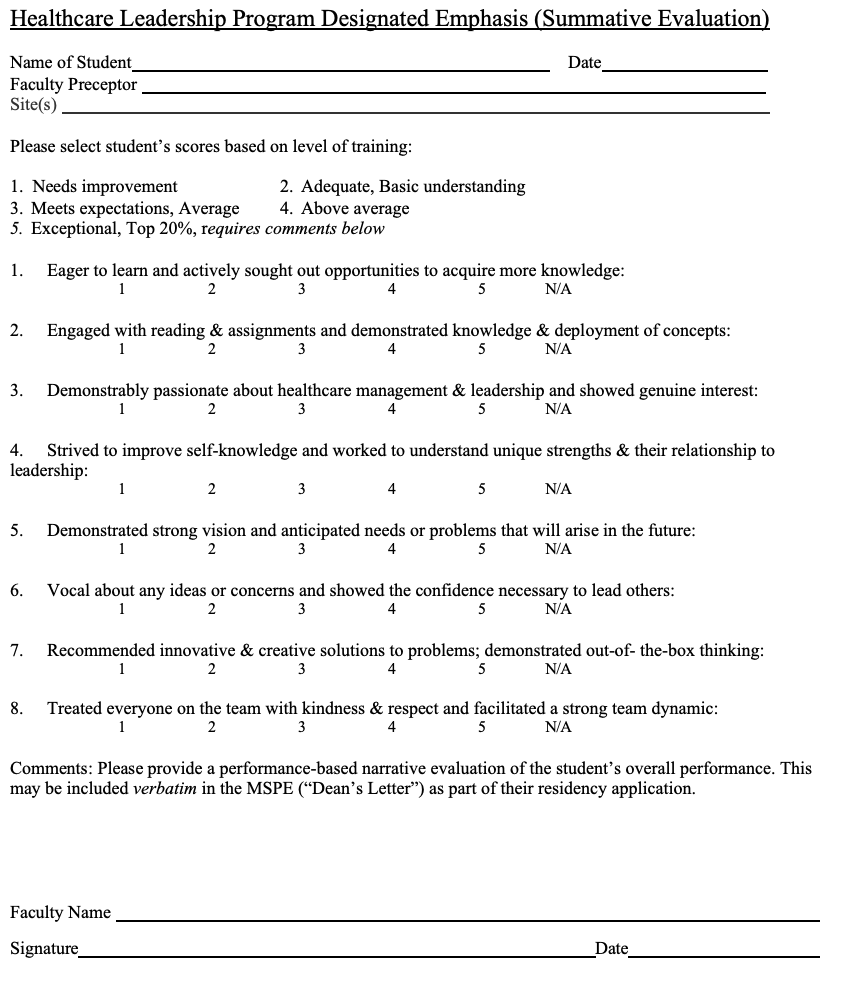 Healthcare Leadership Program Designated Emphasis (Summative Evaluation)
Name of Student Date
Faculty Preceptor
Site(s)
Please select student’s scores based on level of training:
1. Needs improvement 2. Adequate, Basic understanding
3. Meets expectations, Average 4. Above average
5. Exceptional, Top 20%, requires comments below
1. Eager to learn and actively sought out opportunities to acquire more knowledge:
1 2 3 4 5 N/A
2. Engaged with reading & assignments and demonstrated knowledge & deployment of concepts:
1 2 3 4 5 N/A
3. Demonstrably passionate about healthcare management & leadership and showed genuine interest:
1 2 3 4 5 N/A
4. Strived to improve self-knowledge and worked to understand unique strengths & their relationship to
leadership:
1 2 3 4 5 N/A
5. Demonstrated strong vision and anticipated needs or problems that will arise in the future:
1 2 3 4 5 N/A
6. Vocal about any ideas or concerns and showed the confidence necessary to lead others:
1 2 3 4 5 N/A
7. Recommended innovative & creative solutions to problems; demonstrated out-of- the-box thinking:
1 2 3 4 5 N/A
8. Treated everyone on the team with kindness & respect and facilitated a strong team dynamic:
1 2 3 4 5 N/A
Comments: Please provide a performance-based narrative evaluation of the student’s overall performance. This
may be included verbatim in the MSPE (“Dean’s Letter”) as part of their residency application.
Faculty Name
Signature Date